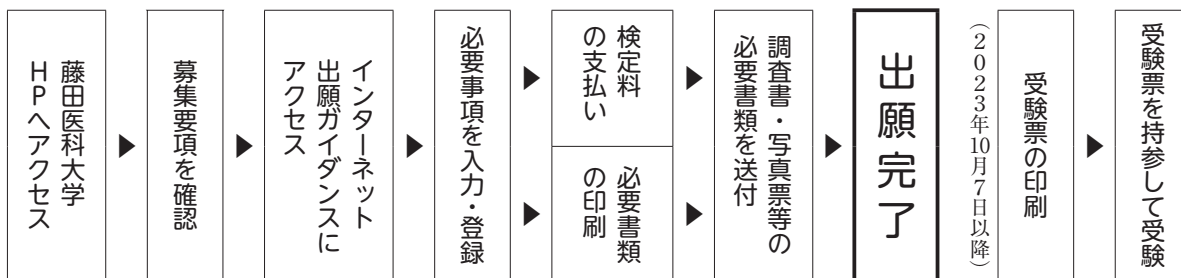 藤田医科大学
HPへアクセス
▶
募集要項を確認
▶
インターネット
出願ガイダンスに
アクセス
▶
必要事項を入力・登録
▶
検定料
の支払い
▶
必要書類
の印刷
▶
調査書・写真票等の
必要書類を送付
▶
出願完了
受験票の印刷
（2023年10月7日以降）
▶
受験票を持参して受験